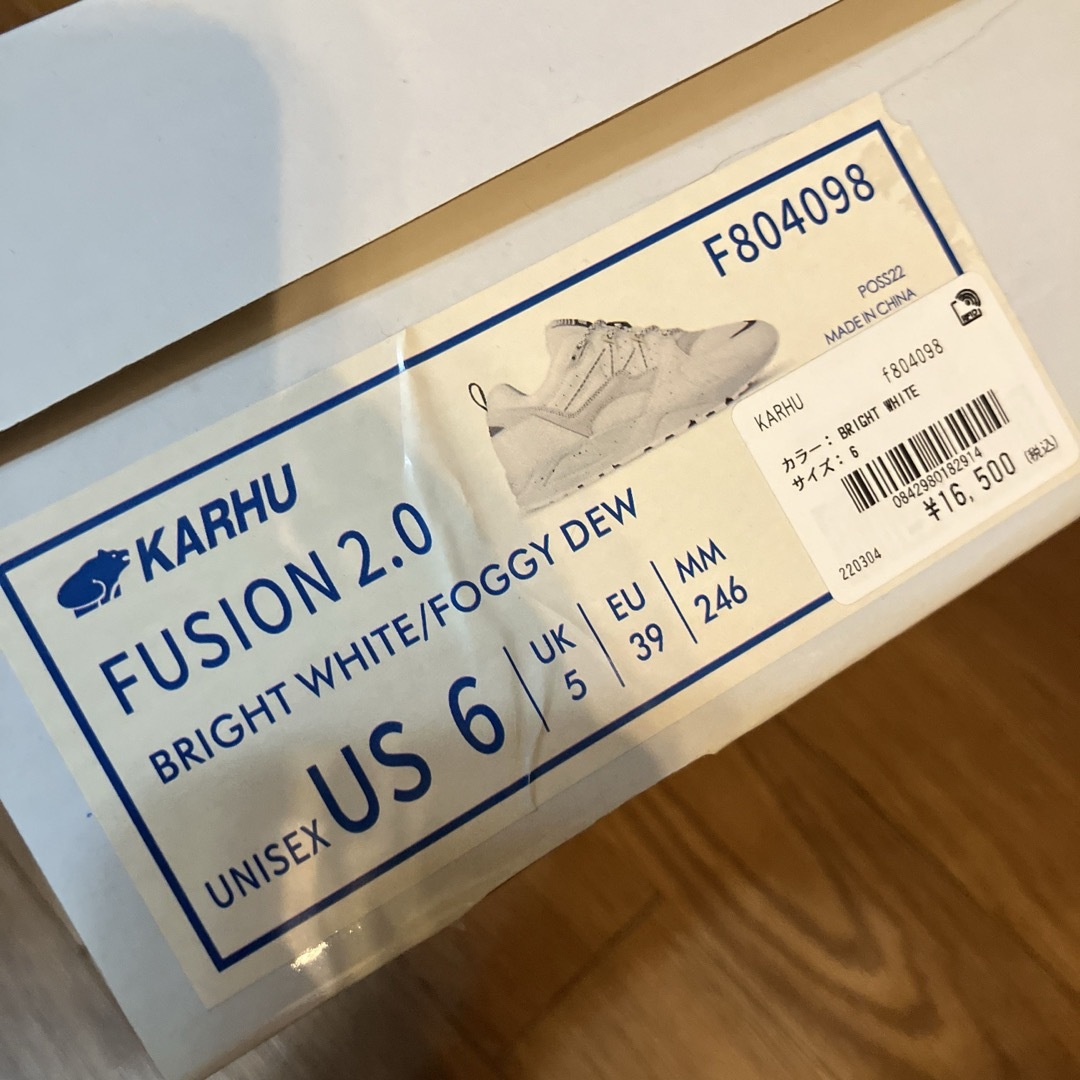 F804098
POSS22
MADE IN CHINA
KARHU
FUSION 2.0
BRIGHT WHITE/FOGGY DEW
UNISEX US 6
UK
5
EU
39
MM
246
f804098
KARHU
カラー: BRIGHT WHITE
サイズ: 6
0842980182914
¥16,500 (税込)
220304